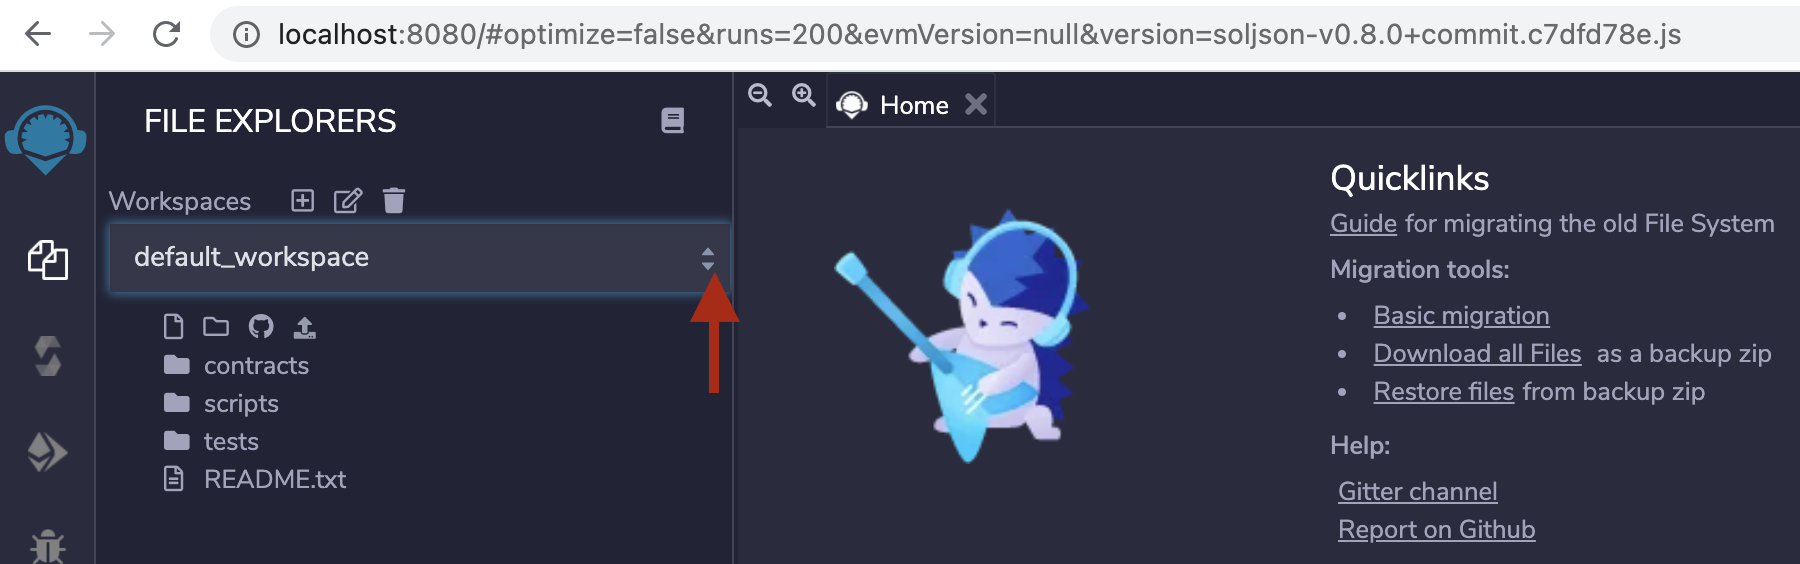 localhost:8080/#optimize=false&runs=200&evmVersion=null&version=soljson-v0.8.0+commit.c7dfd78e.js
FILE EXPLORERS
Workspaces
default_workspace
contracts
scripts
tests
README.txt
Home
Quicklinks
Guide for migrating the old File System
Migration tools:
• Basic migration
• Download all Files as a backup zip
• Restore files from backup zip
Help:
Gitter channel
Report on Github